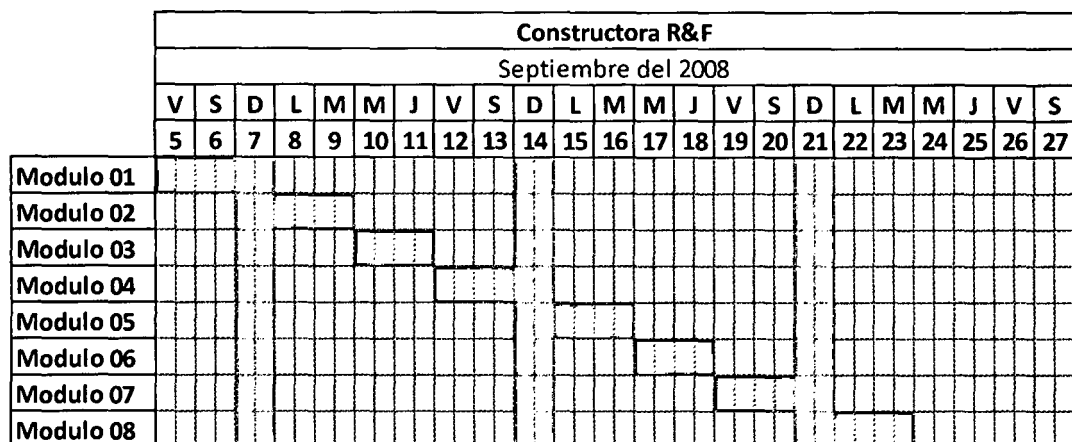 Constructora R&F
Septiembre del 2008
V S D L M M J V S D L M M J V S D L M M J V S
5 6 7 8 9 10 11 12 13 14 15 16 17 18 19 20 21 22 23 24 25 26 27
Modulo 01
Modulo 02
Modulo 03
Modulo 04
Modulo 05
Modulo 06
Modulo 07
Modulo 08